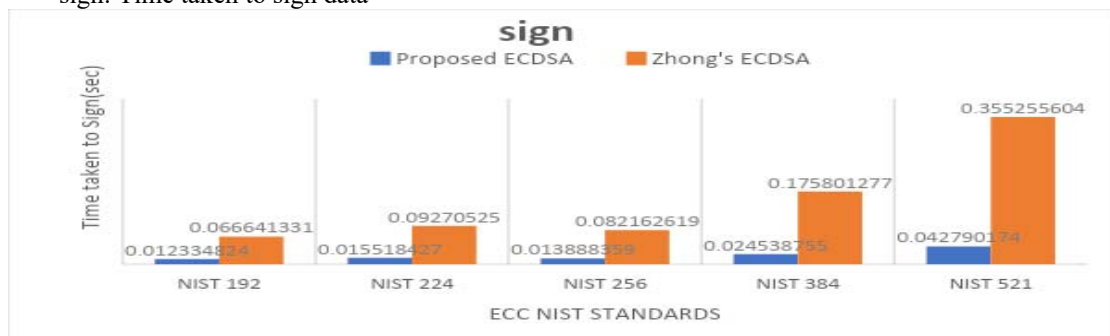 sign: Time taken to sign data
sign
Proposed ECDSA Zhong's ECDSA
Time taken to Sign(sec)
0.355255604
0.175801277
0.066641331 0.09270525 0.082162619
0.012334824 0.015518427 0.013888359 0.024538755 0.042790174
NIST 192 NIST 224 NIST 256 NIST 384 NIST 521
ECC NIST STANDARDS